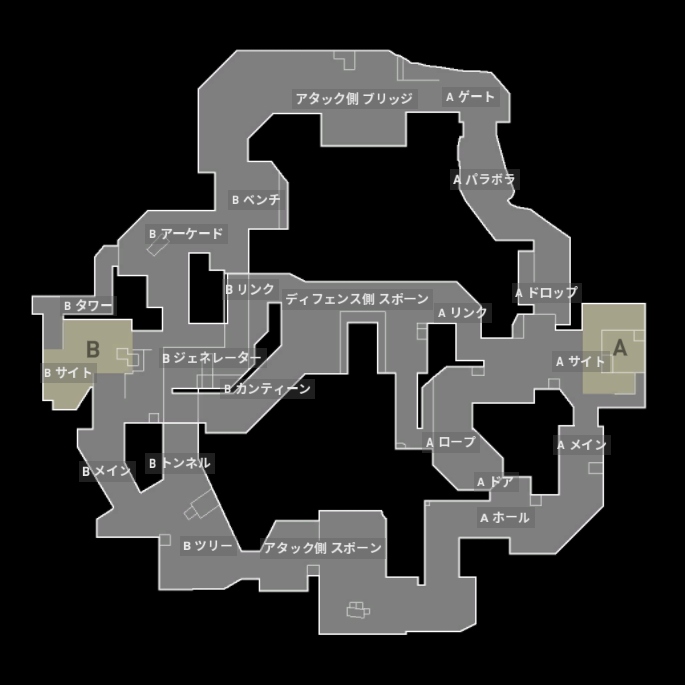 アタック側 ブリッジ
A ゲート
A パラボラ
B ベンチ
B アーケード
B リンク
ディフェンス側 スポーン
A ドロップ
B タワー
A リンク
B
A
B ジェネレーター
A サイト
B サイト
B カンティーン
A ロープ
A メイン
B メイン
B トンネル
A ドア
A ホール
B ツリー
アタック側 スポーン